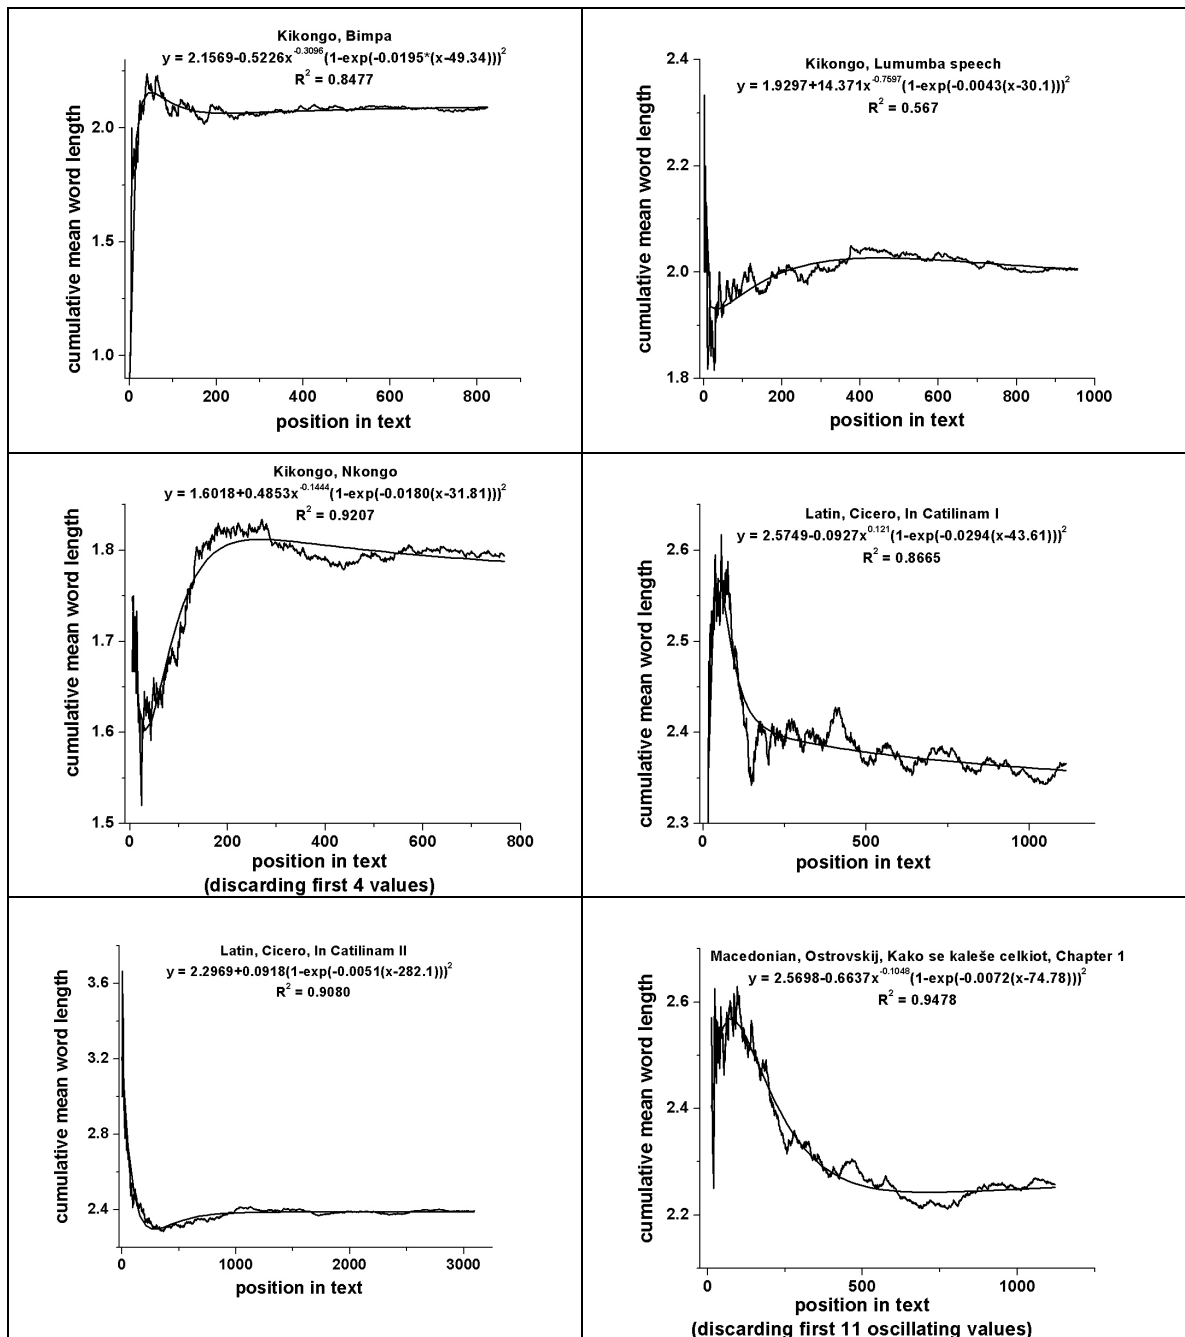 Kikongo, Bimpa
y = 2.1569-0.5226x^-0.3096(1-exp(-0.0195*(x-49.34)))^2
R^2 = 0.8477
cumulative mean word length
2.0
1.5
1.0
0 200 400 600 800
position in text
Kikongo, Lumumba speech
y = 1.9297+14.371x^-0.7597(1-exp(-0.0043(x-30.1)))^2
R^2 = 0.567
cumulative mean word length
2.4
2.2
2.0
1.8
0 200 400 600 800 1000
position in text
Kikongo, Nkongo
y = 1.6018+0.4853x^-0.1444(1-exp(-0.0180(x-31.81)))^2
R^2 = 0.9207
cumulative mean word length
1.8
1.7
1.6
1.5
0 200 400 600 800
position in text
(discarding first 4 values)
Latin, Cicero, In Catilinam I
y = 2.5749-0.0927x^0.121(1-exp(-0.0294(x-43.61)))^2
R^2 = 0.8665
cumulative mean word length
2.6
2.5
2.4
2.3
0 500 1000
position in text
Latin, Cicero, In Catilinam II
y = 2.2969+0.0918(1-exp(-0.0051(x-282.1)))^2
R^2 = 0.9080
cumulative mean word length
3.6
3.2
2.8
2.4
0 1000 2000 3000
position in text
Macedonian, Ostrovskij, Kako se kaleše celkiot, Chapter 1
y = 2.5698-0.6637x^-0.1048(1-exp(-0.0072(x-74.78)))^2
R^2 = 0.9478
cumulative mean word length
2.6
2.4
2.2
0 500 1000
position in text
(discarding first 11 oscillating values)